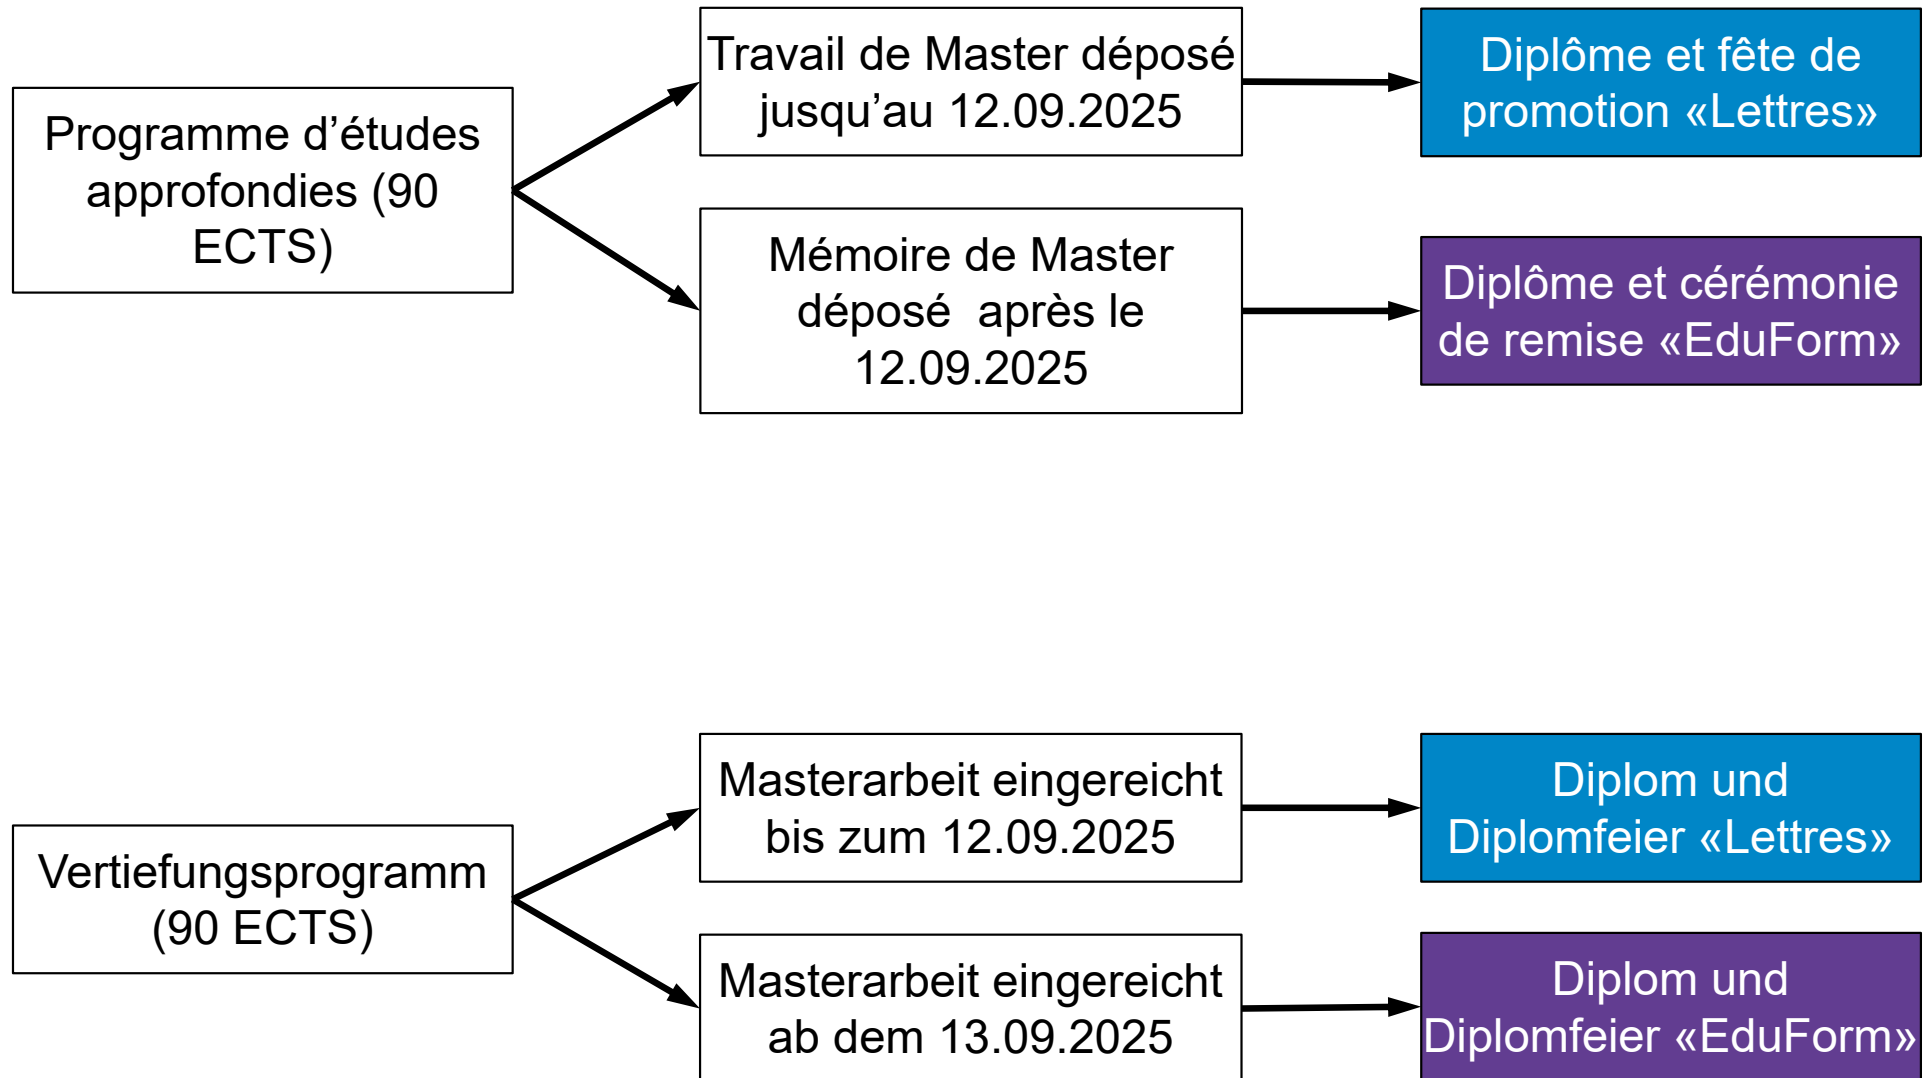 Programme d’études
approfondies (90
ECTS)
Travail de Master déposé
jusqu’au 12.09.2025
Diplôme et fête de
promotion «Lettres»
Mémoire de Master
déposé  après le
12.09.2025
Diplôme et cérémonie
de remise «EduForm»
Vertiefungsprogramm
(90 ECTS)
Masterarbeit eingereicht
bis zum 12.09.2025
Diplom und
Diplomfeier «Lettres»
Masterarbeit eingereicht
ab dem 13.09.2025
Diplom und
Diplomfeier «EduForm»